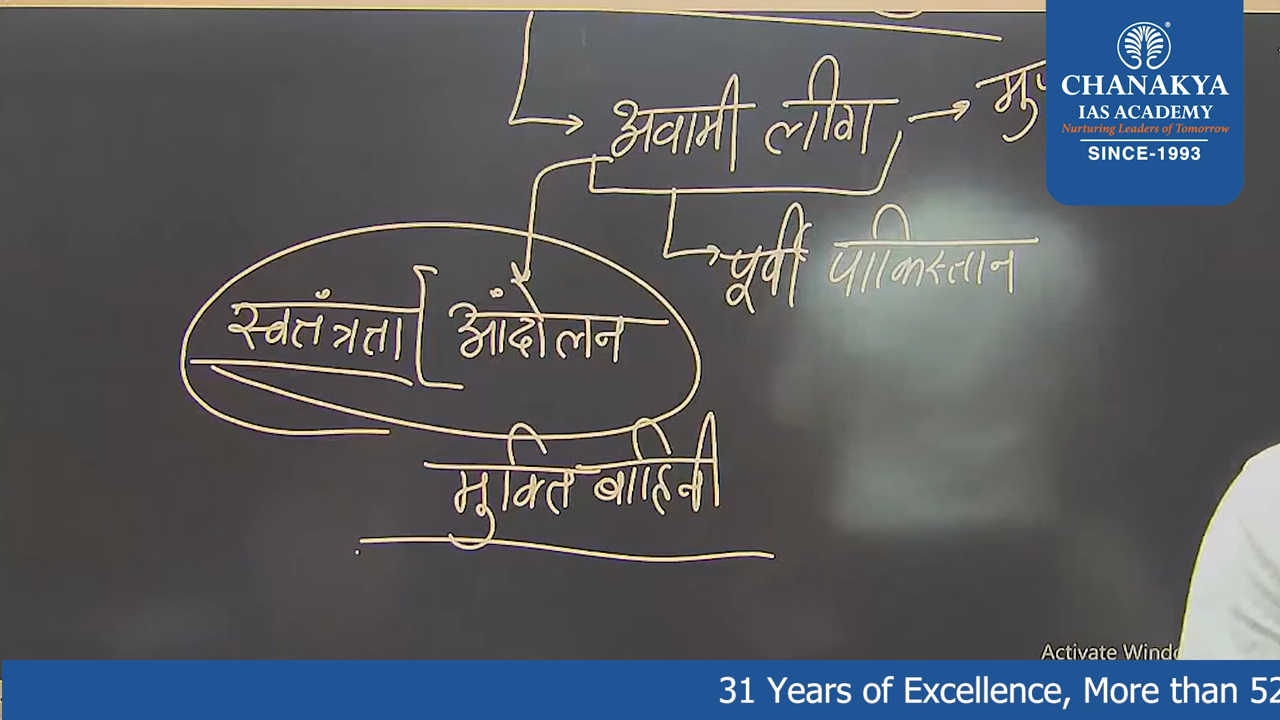 CHANAKYA
IAS ACADEMY
Nurturing Leaders of Tomorrow
SINCE-1993
अवामी लीग
पूर्वी पाकिस्तान
स्वतंत्रता आंदोलन
मुक्ति बाहिनी
Activate
31 Years of Excellence, More than 52